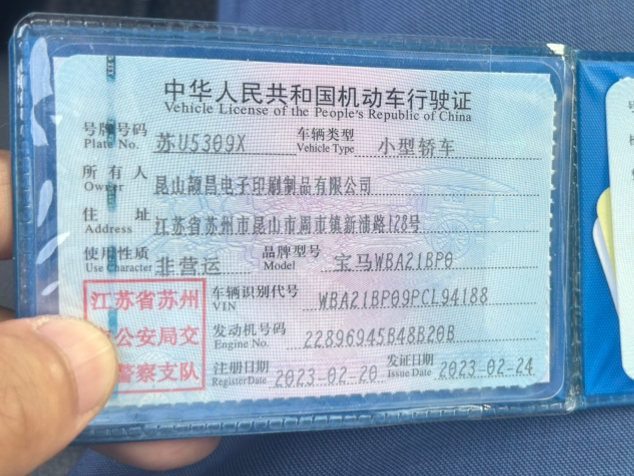 中华人民共和国机动车行驶证
Vehicle License of the People's Republic of China
号牌号码 苏U5309X 车辆类型 小型轿车
Plate No. Vehicle Type
所有人 昆山颉昌电子印刷制品有限公司
Owner
住址 江苏省苏州市昆山市周市镇新浦路128号
Address
使用性质 非营运 品牌型号 宝马WBA21BP0
Use Character Model
江苏省苏州 车辆识别代号 WBA21BP09PCL94188
VIN
公安局交 发动机号码 22896945B48B20B
Engine No.
警察支队 注册日期 2023-02-20 发证日期 2023-02-24
Register Date Issue Date